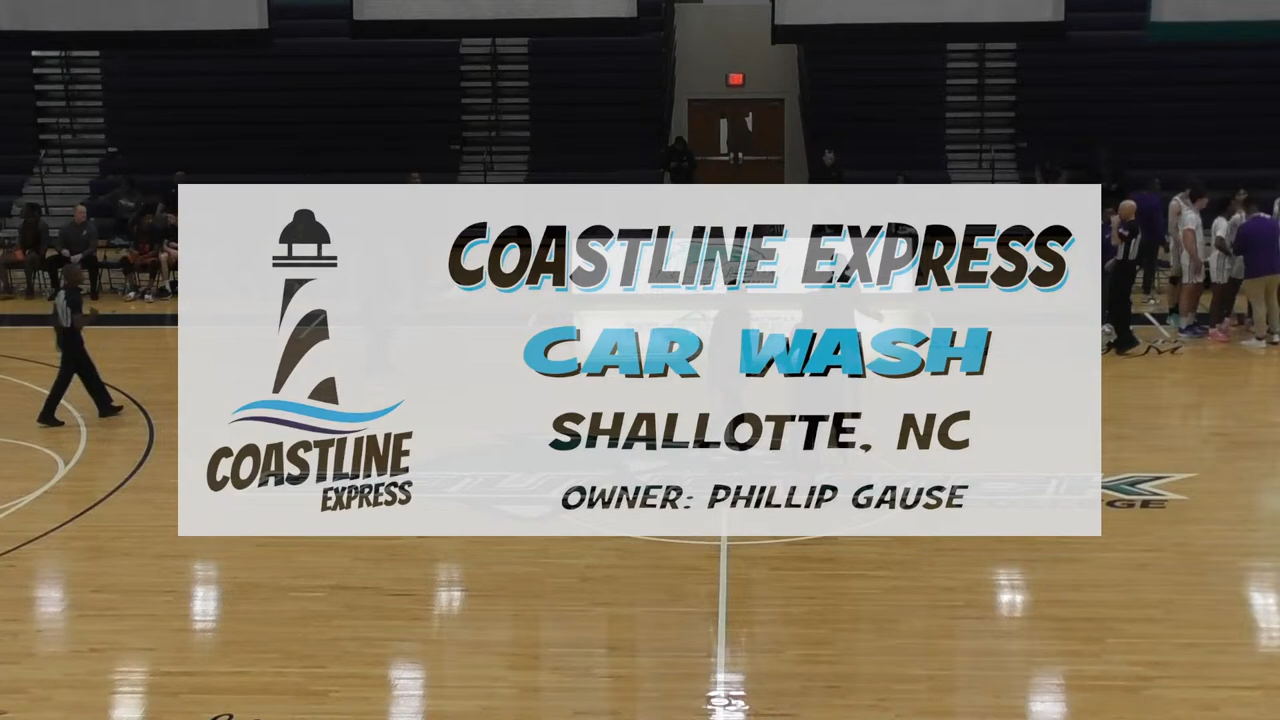 COASTLINE EXPRESS
CAR WASH
SHALLOTTE, NC
OWNER: PHILLIP GAUSE
COASTLINE
EXPRESS